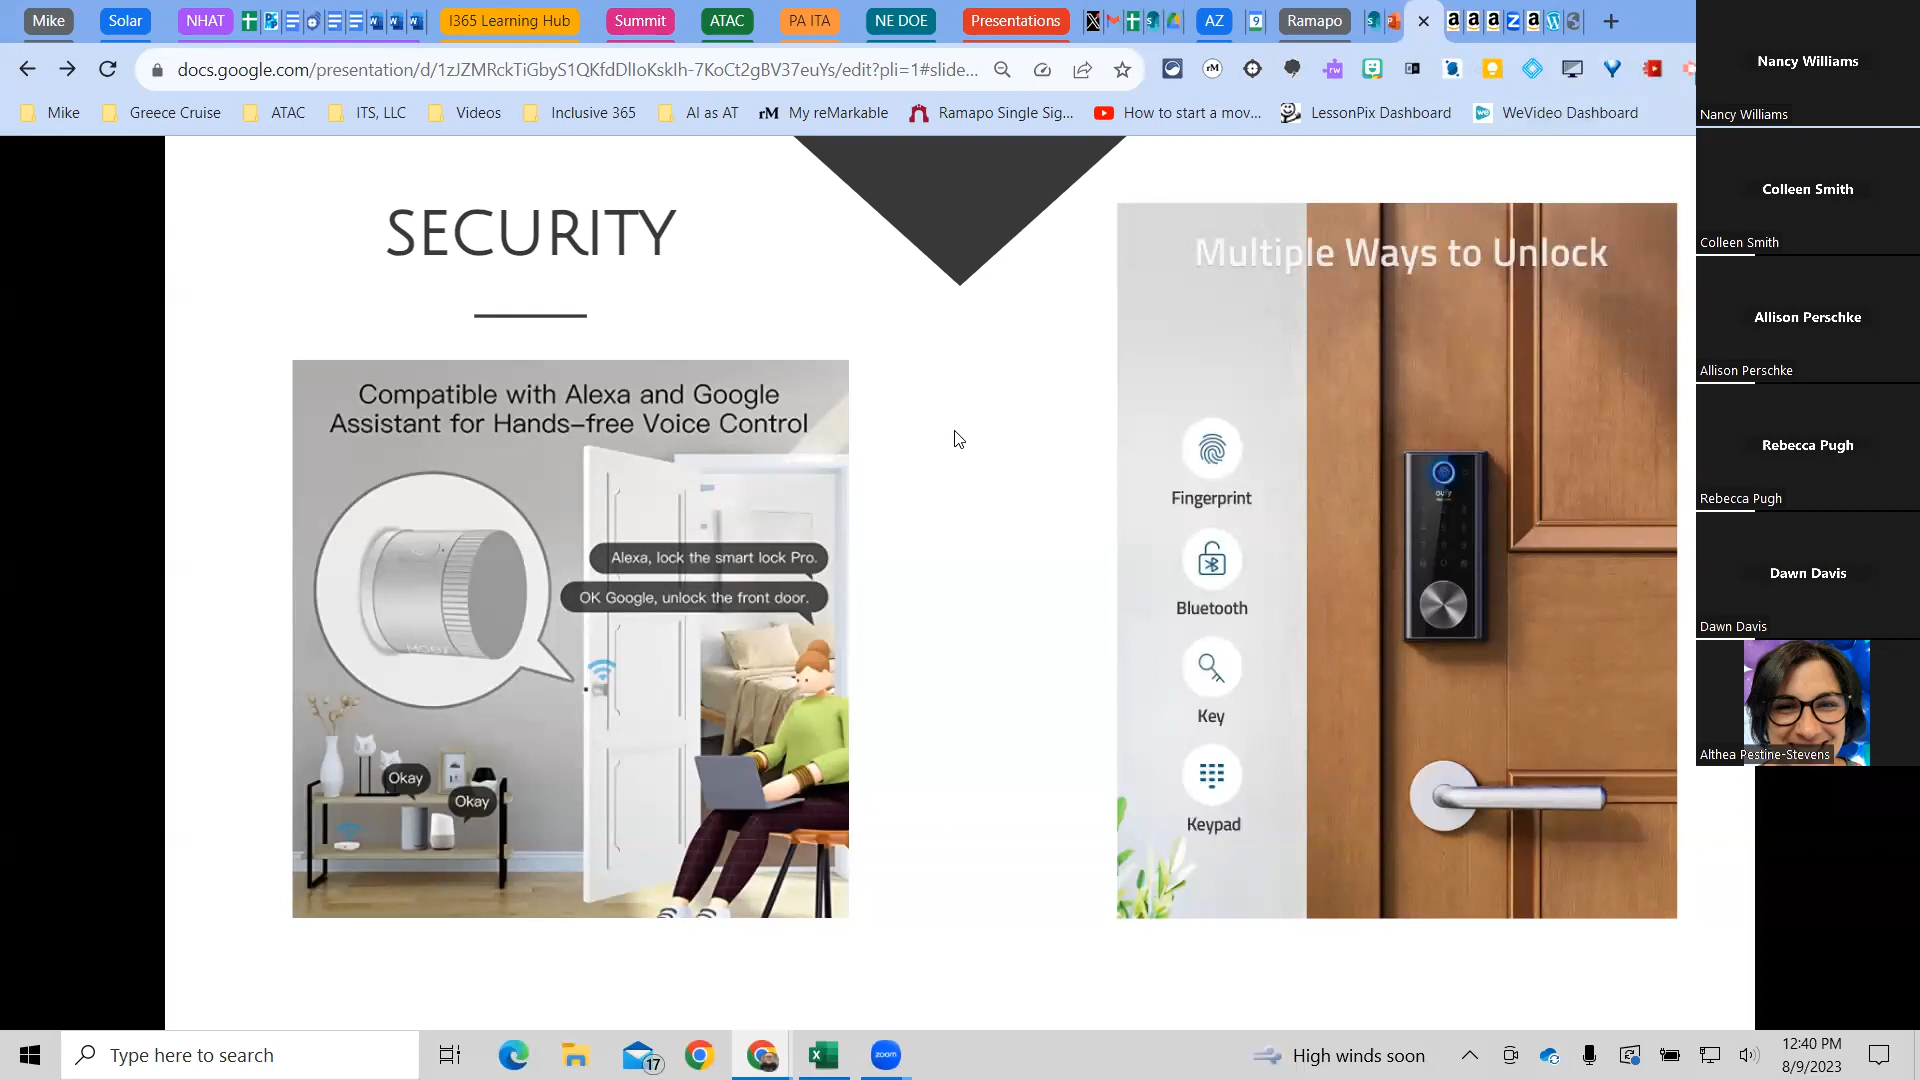 Mike
Solar
NHAT
I365 Learning Hub
Summit
ATAC
PA ITA
NE DOE
Presentations
AZ
Ramapo
docs.google.com/presentation/d/1zJZMRckTiGbyS1QKfdDlIoKskIh-7KoCt2gBV37euYs/edit?pli=1#slide...
Mike
Greece Cruise
ATAC
ITS, LLC
Videos
Inclusive 365
AI as AT
rM My reMarkable
Ramapo Single Sig...
How to start a mov...
LessonPix Dashboard
WeVideo Dashboard
SECURITY
Compatible with Alexa and Google
Assistant for Hands-free Voice Control
Alexa, lock the smart lock Pro.
OK Google, unlock the front door.
Okay
Okay
Multiple Ways to Unlock
Fingerprint
Bluetooth
Key
Keypad
eufy
Nancy Williams
Nancy Williams
Colleen Smith
Colleen Smith
Allison Perschke
Allison Perschke
Rebecca Pugh
Rebecca Pugh
Dawn Davis
Dawn Davis
Althea Pestine-Stevens
Type here to search
17
zoom
High winds soon
12:40 PM
8/9/2023